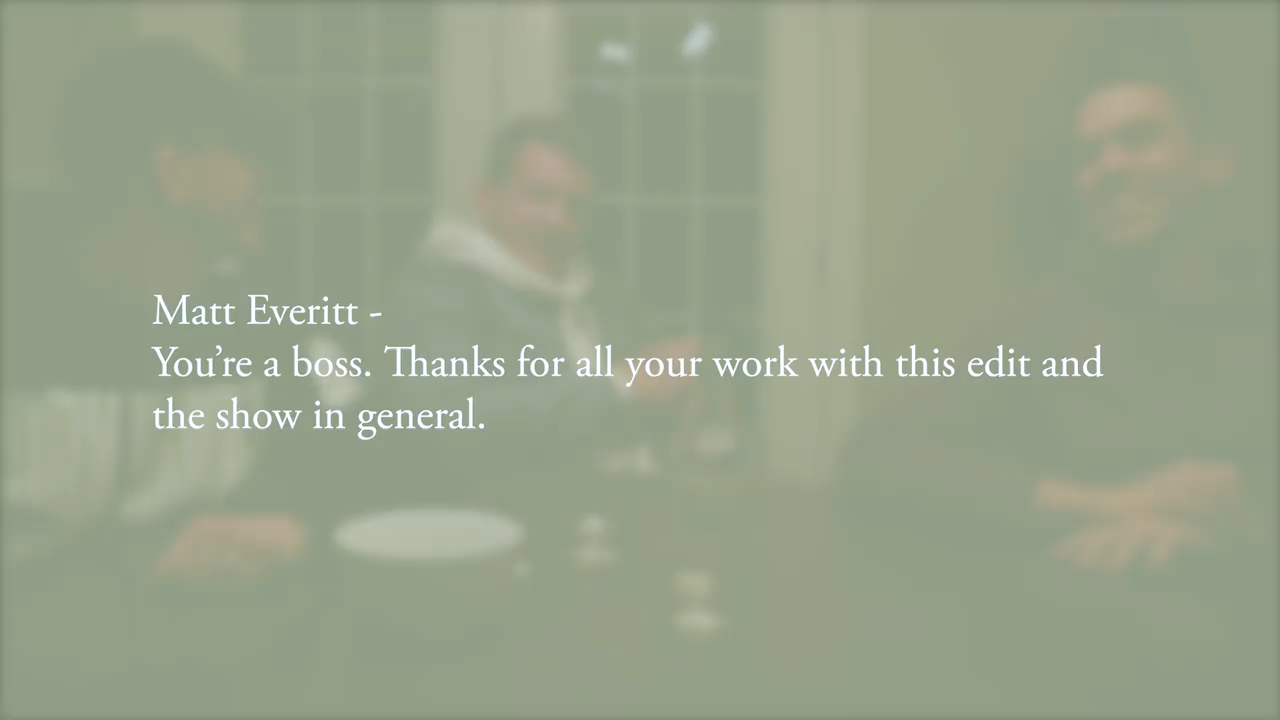 Matt Everitt -
You’re a boss. Thanks for all your work with this edit and
the show in general.